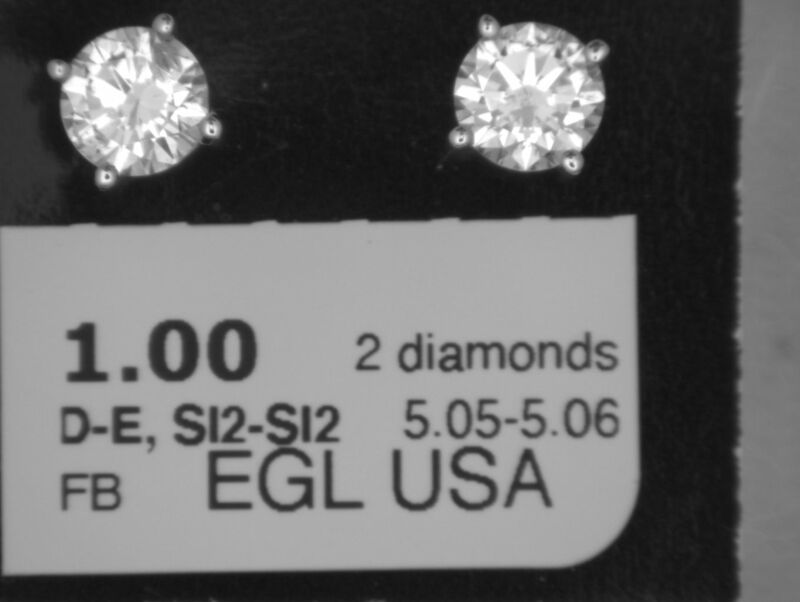 1.00 2 diamonds
D-E, SI2-SI2 5.05-5.06
FB EGL USA